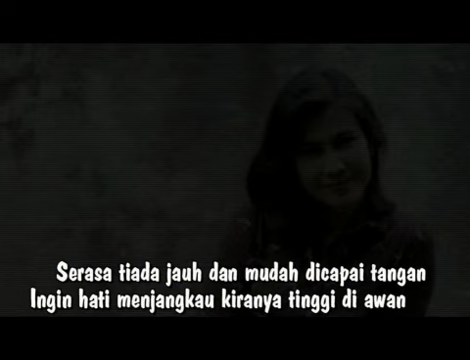 Serasa tiada jauh dan mudah dicapai tangan
Ingin hati menjangkau kiranya tinggi di awan